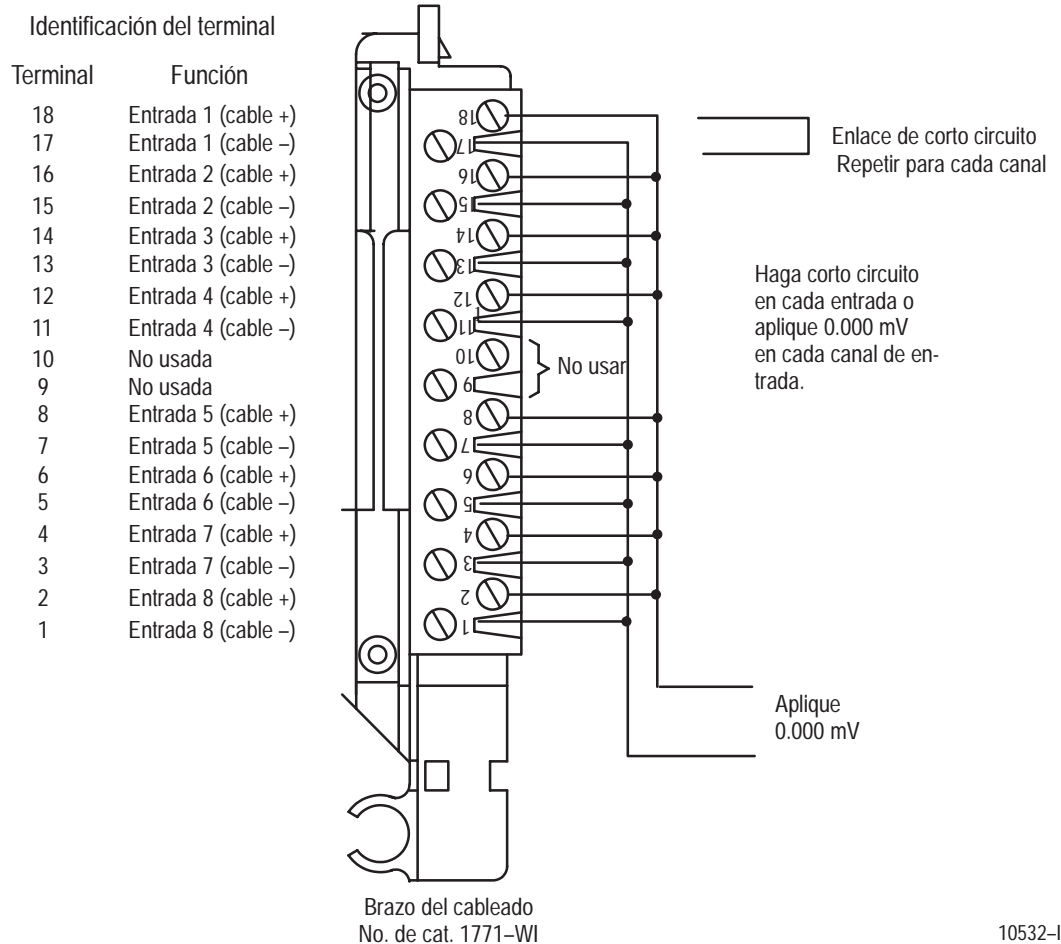 Identificación del terminal
Terminal Función
18 Entrada 1 (cable +)
17 Entrada 1 (cable –)
16 Entrada 2 (cable +)
15 Entrada 2 (cable –)
14 Entrada 3 (cable +)
13 Entrada 3 (cable –)
12 Entrada 4 (cable +)
11 Entrada 4 (cable –)
10 No usada
9 No usada
8 Entrada 5 (cable +)
7 Entrada 5 (cable –)
6 Entrada 6 (cable +)
5 Entrada 6 (cable –)
4 Entrada 7 (cable +)
3 Entrada 7 (cable –)
2 Entrada 8 (cable +)
1 Entrada 8 (cable –)
18
17
16
15
14
13
12
11
10
9
8
7
6
5
4
3
2
1
No usar
Enlace de corto circuito
Repetir para cada canal
Haga corto circuito
en cada entrada o
aplique 0.000 mV
en cada canal de en-
trada.
Aplique
0.000 mV
Brazo del cableado
No. de cat. 1771–WI
10532–I